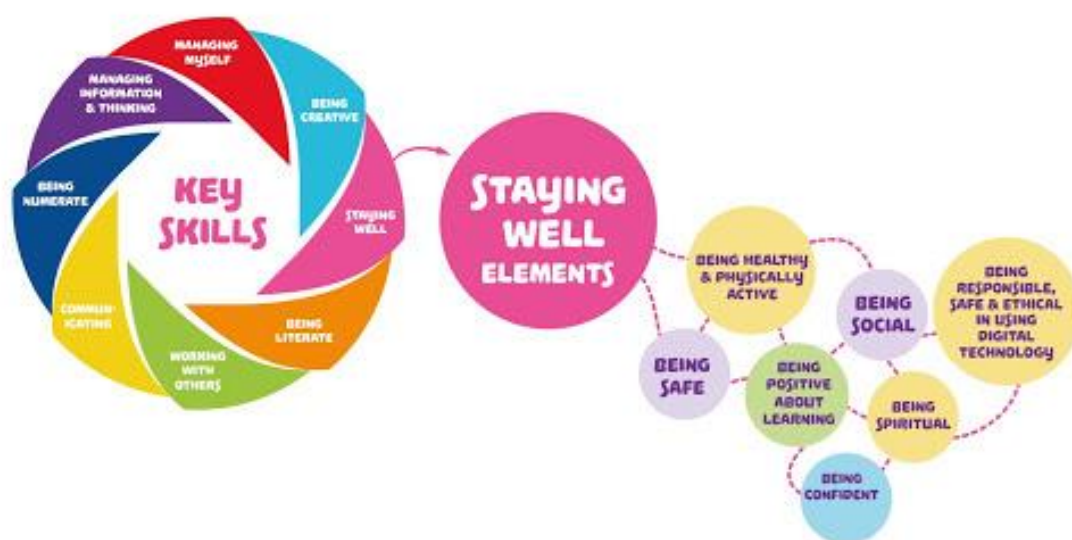 KEY
SKILLS
MANAGING
MYSELF
BEING
CREATIVE
STAYING
WELL
BEING
LITERATE
WORKING
WITH
OTHERS
COMMUN-
ICATING
BEING
NUMERATE
MANAGING
INFORMATION
& THINKING
STAYING
WELL
ELEMENTS
BEING HEALTHY
& PHYSICALLY
ACTIVE
BEING
SOCIAL
BEING
RESPONSIBLE,
SAFE & ETHICAL
IN USING
DIGITAL
TECHNOLOGY
BEING
SAFE
BEING
POSITIVE
ABOUT
LEARNING
BEING
SPIRITUAL
BEING
CONFIDENT